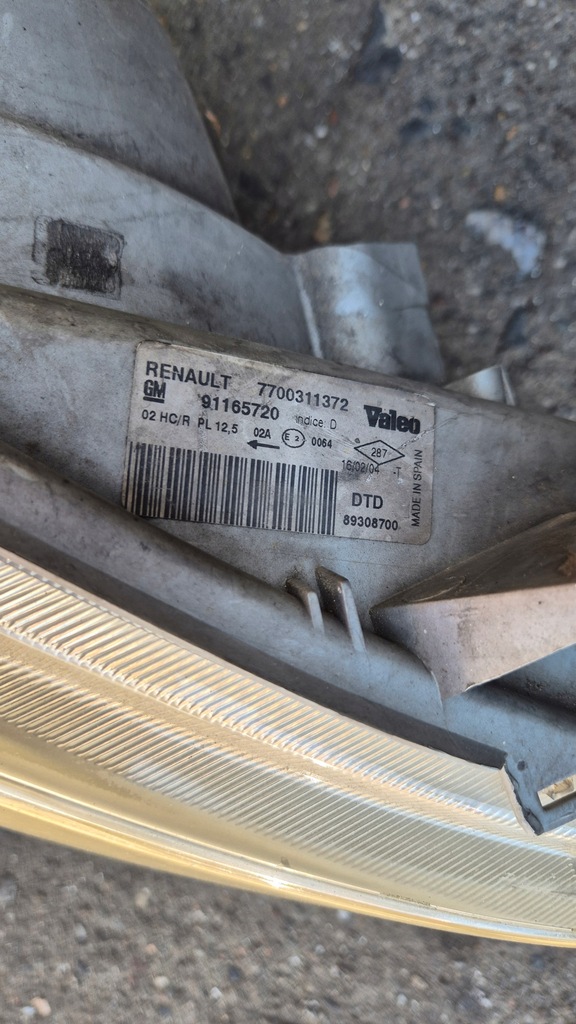 RENAULT 7700311372
GM 91165720 indice: D Valeo
02 HC/R PL 12,5 02A E 2 0064 287
16/02/04 -T
DTD
89308700
MADE IN SPAIN